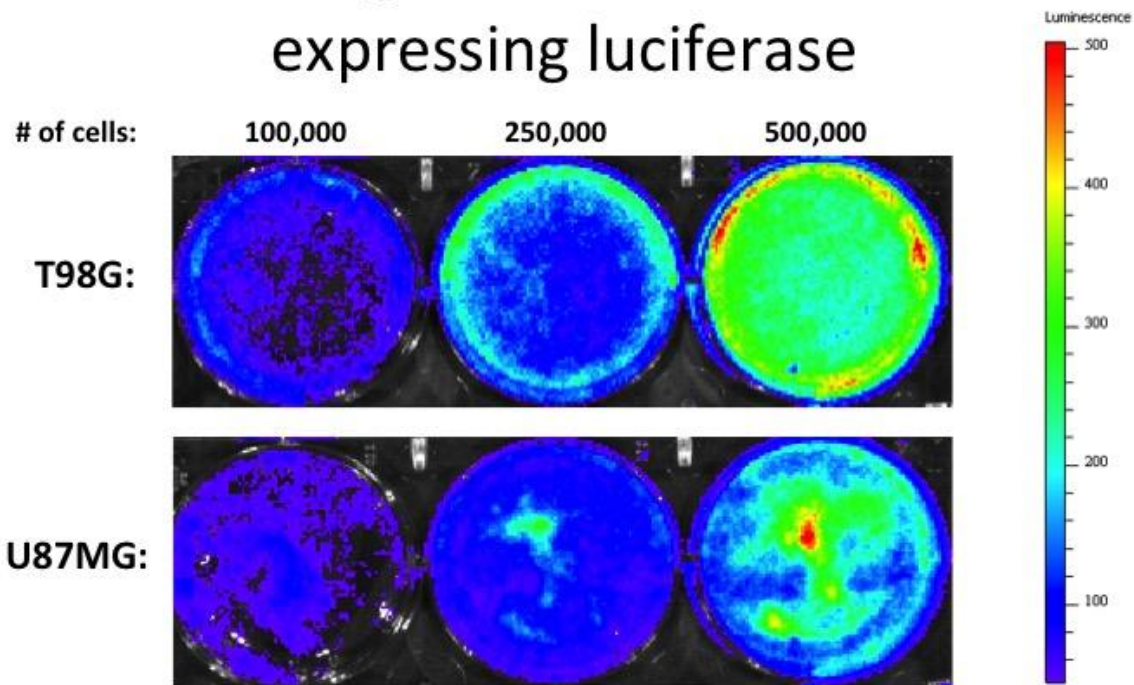 expressing luciferase
Luminescence
# of cells: 100,000 250,000 500,000
T98G:
U87MG:
500
400
300
200
100